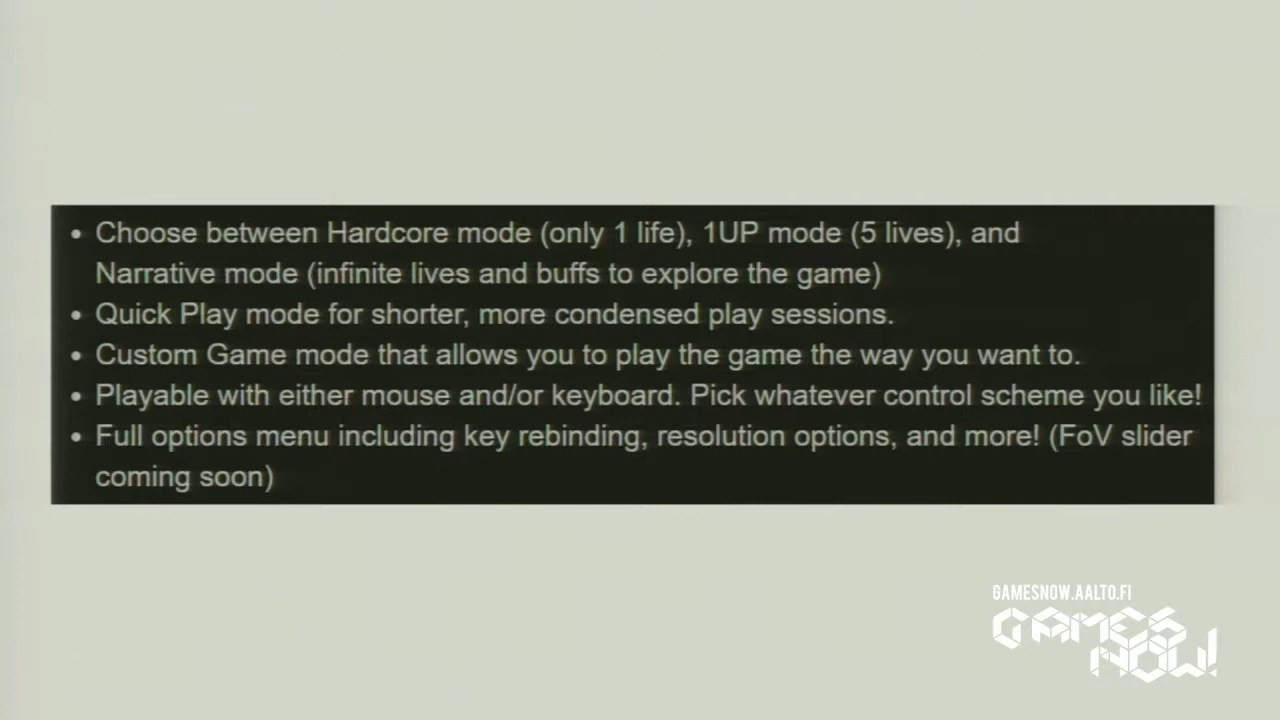 • Choose between Hardcore mode (only 1 life), 1UP mode (5 lives), and
Narrative mode (infinite lives and buffs to explore the game)
• Quick Play mode for shorter, more condensed play sessions.
• Custom Game mode that allows you to play the game the way you want to.
• Playable with either mouse and/or keyboard. Pick whatever control scheme you like!
• Full options menu including key rebinding, resolution options, and more! (FoV slider
coming soon)
GAMESNOW.AALTO.FI
GAMES
NOW!